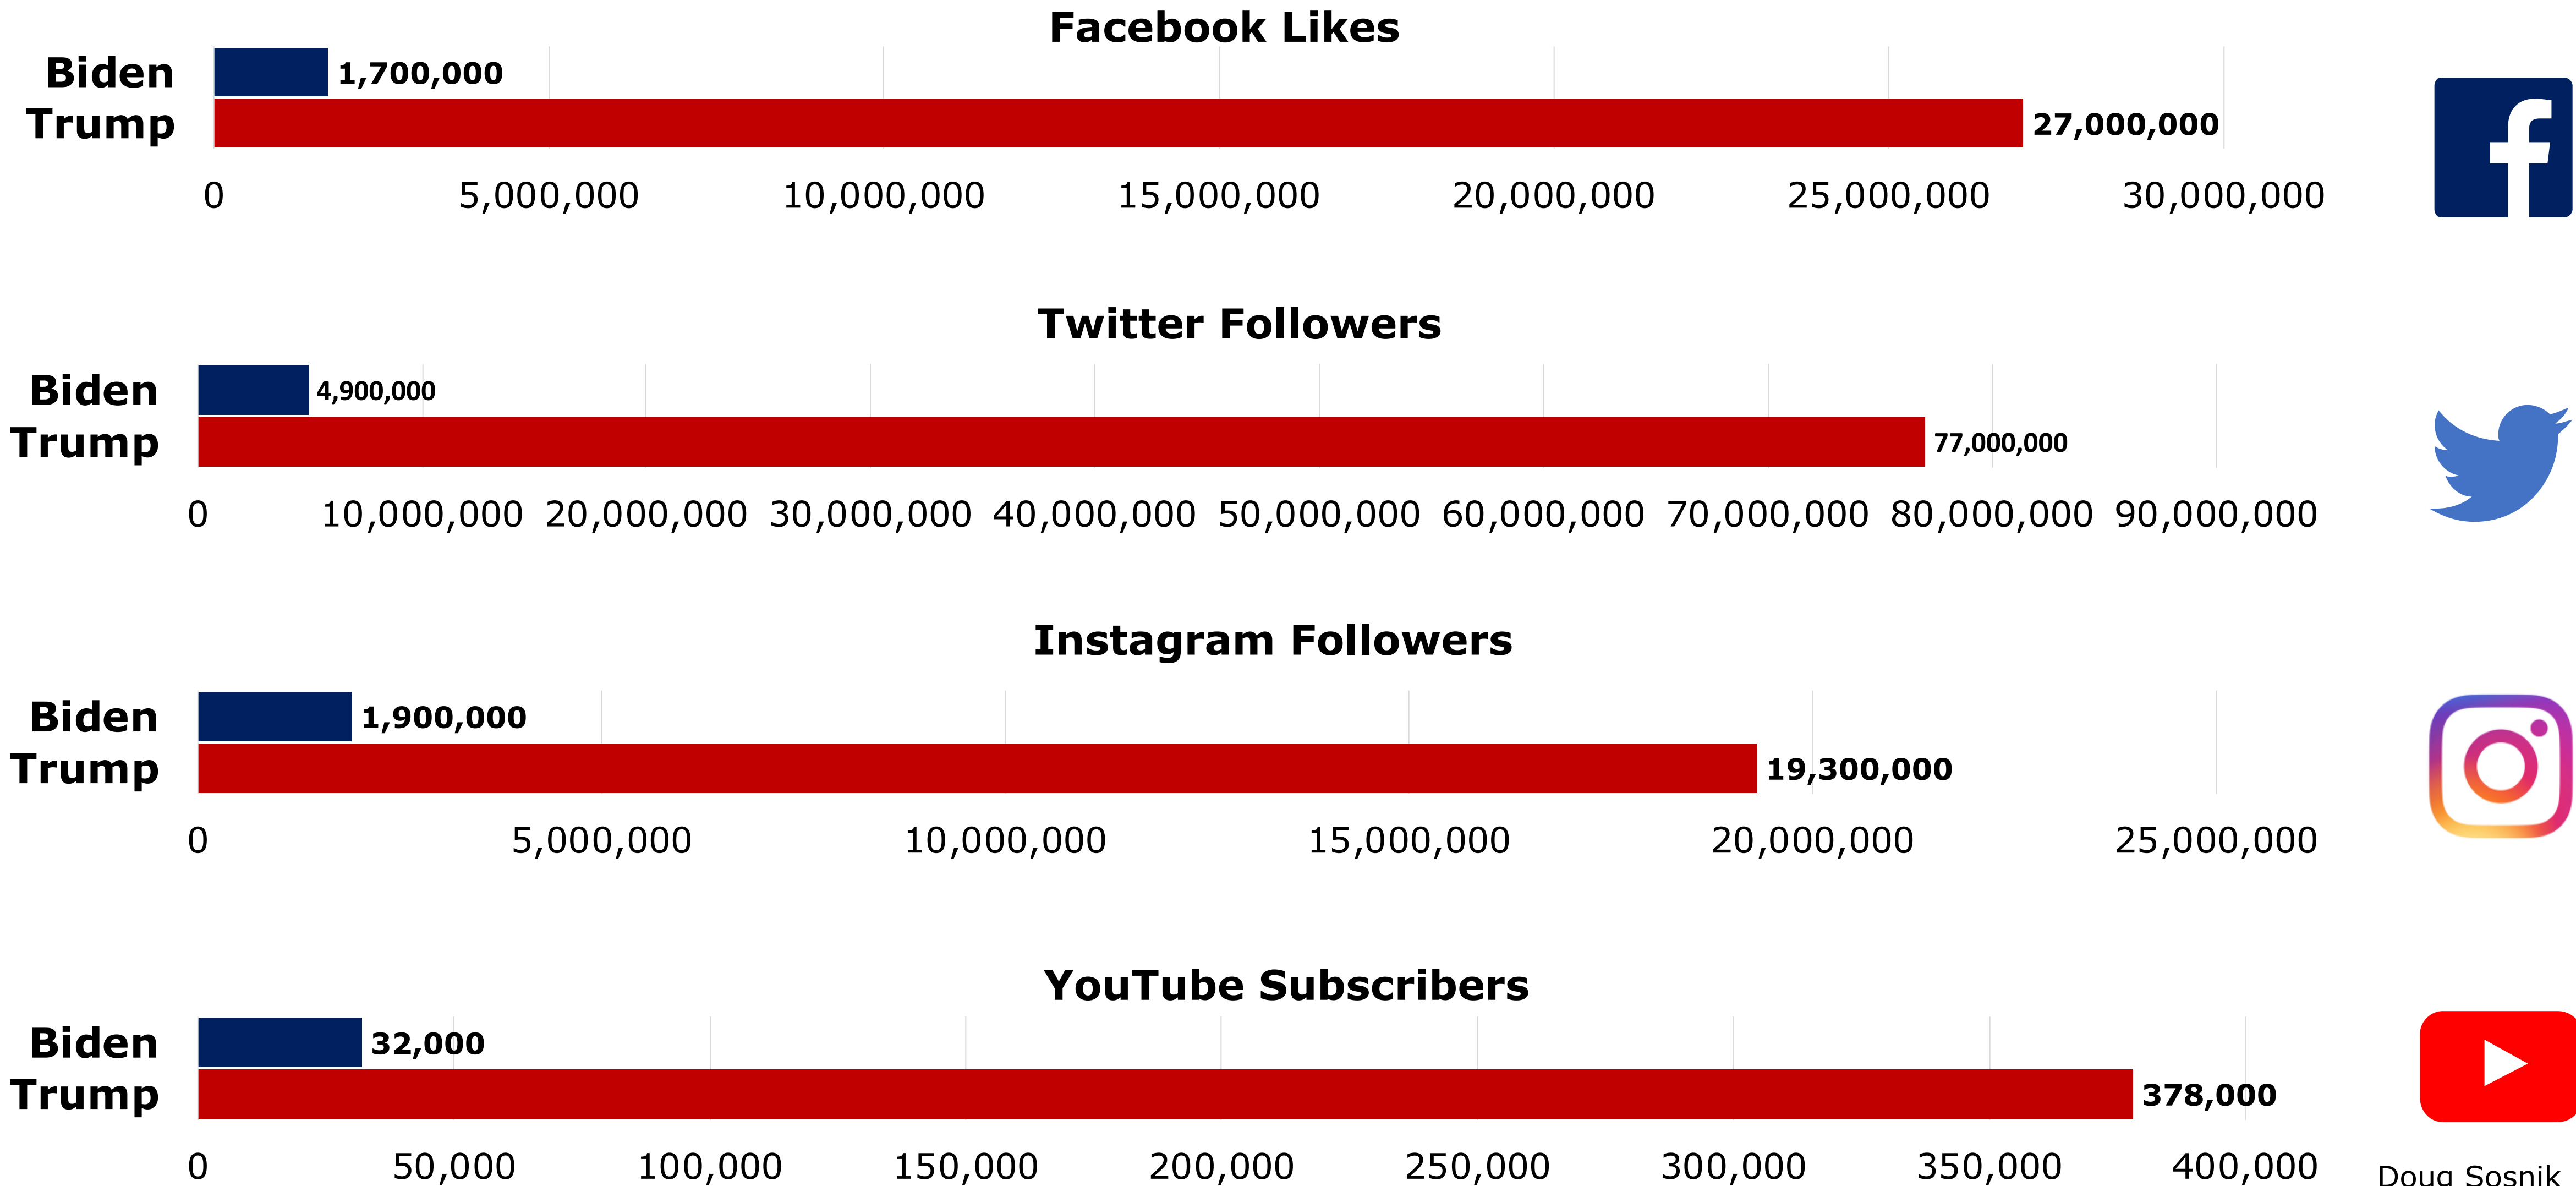 Facebook Likes
Biden 1,700,000
Trump 27,000,000
0 5,000,000 10,000,000 15,000,000 20,000,000 25,000,000 30,000,000
Twitter Followers
Biden 4,900,000
Trump 77,000,000
0 10,000,000 20,000,000 30,000,000 40,000,000 50,000,000 60,000,000 70,000,000 80,000,000 90,000,000
Instagram Followers
Biden 1,900,000
Trump 19,300,000
0 5,000,000 10,000,000 15,000,000 20,000,000 25,000,000
YouTube Subscribers
Biden 32,000
Trump 378,000
0 50,000 100,000 150,000 200,000 250,000 300,000 350,000 400,000
Doug Sosnik